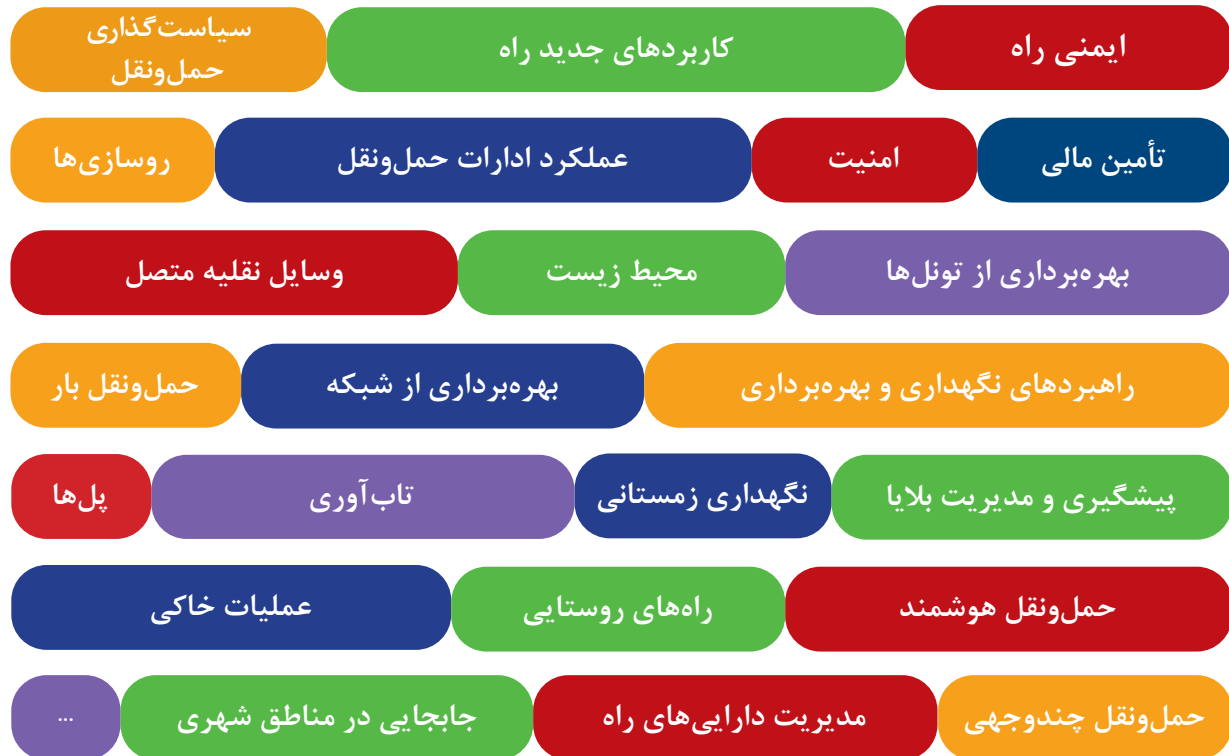 ایمنی راه
کاربردهای جدید راه
سیاست‌گذاری
حمل‌ونقل
تأمین مالی
امنیت
عملکرد ادارات حمل‌ونقل
روسازی‌ها
بهره‌برداری از تونل‌ها
محیط زیست
وسایل نقلیه متصل
راهبردهای نگهداری و بهره‌برداری
بهره‌برداری از شبکه
حمل‌ونقل بار
پیشگیری و مدیریت بلایا
نگهداری زمستانی
تاب‌آوری
پل‌ها
حمل‌ونقل هوشمند
راه‌های روستایی
عملیات خاکی
حمل‌ونقل چندوجهی
مدیریت دارایی‌های راه
جابجایی در مناطق شهری
...